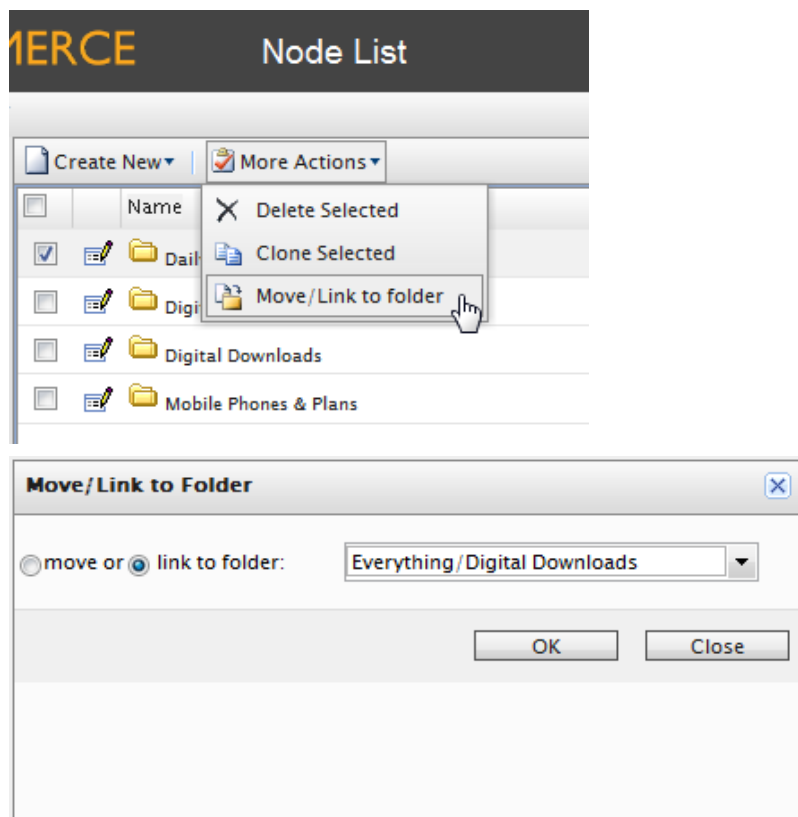 MERCE Node List
Create New More Actions
Name Delete Selected
Clone Selected
Move/Link to folder
Digital Downloads
Mobile Phones & Plans
Move/Link to Folder
move or link to folder: Everything/Digital Downloads
OK Close